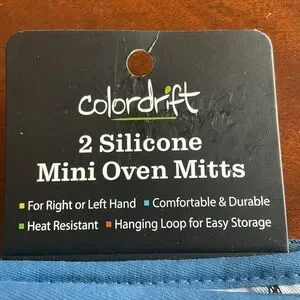 colordrift
2 Silicone
Mini Oven Mitts
For Right or Left Hand Comfortable & Durable
Heat Resistant Hanging Loop for Easy Storage